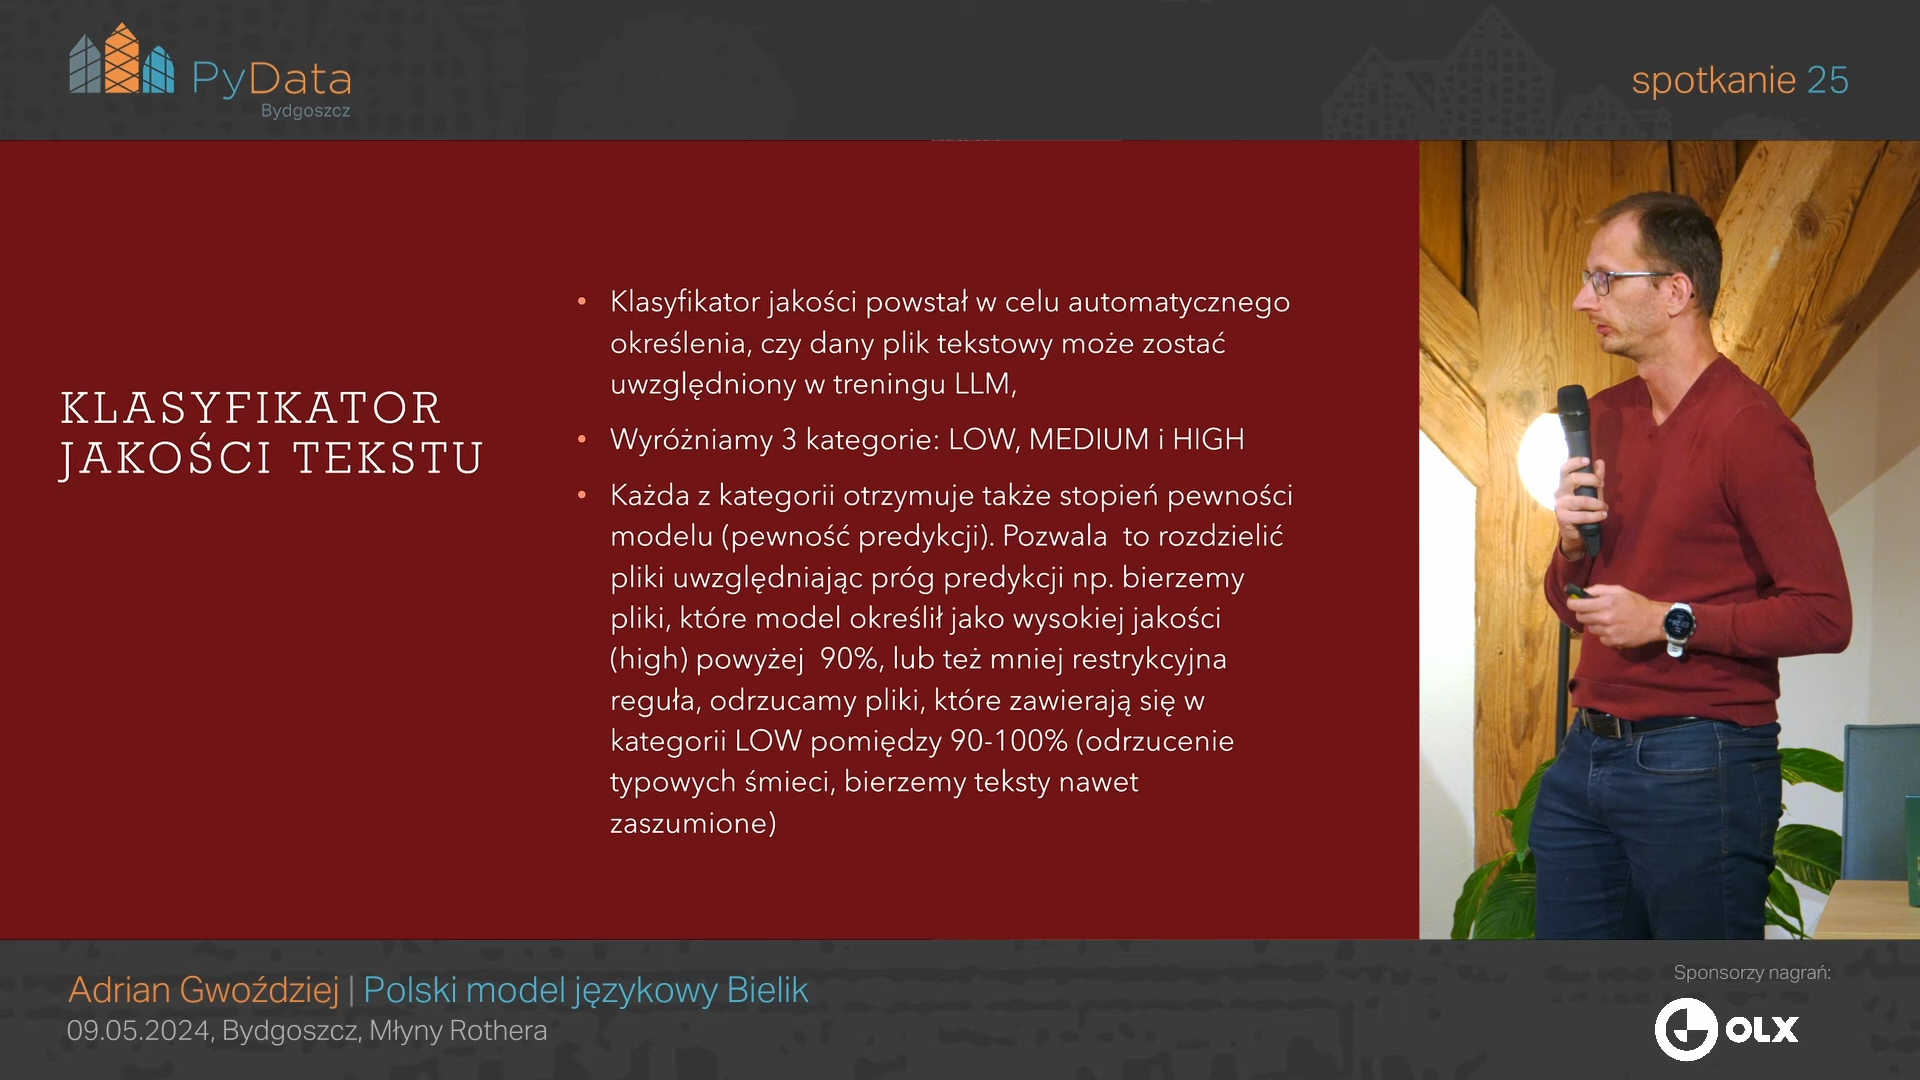 PyData
Bydgoszcz
spotkanie 25
KLASYFIKATOR
JAKOŚCI TEKSTU
• Klasyfikator jakości powstał w celu automatycznego
określenia, czy dany plik tekstowy może zostać
uwzględniony w treningu LLM,
• Wyróżniamy 3 kategorie: LOW, MEDIUM i HIGH
• Każda z kategorii otrzymuje także stopień pewności
modelu (pewność predykcji). Pozwala  to rozdzielić
pliki uwzględniając próg predykcji np. bierzemy
pliki, które model określił jako wysokiej jakości
(high) powyżej  90%, lub też mniej restrykcyjna
reguła, odrzucamy pliki, które zawierają się w
kategorii LOW pomiędzy 90-100% (odrzucenie
typowych śmieci, bierzemy teksty nawet
zaszumione)
Adrian Gwoździej | Polski model językowy Bielik
09.05.2024, Bydgoszcz, Młyny Rothera
Sponsorzy nagrań:
OLX